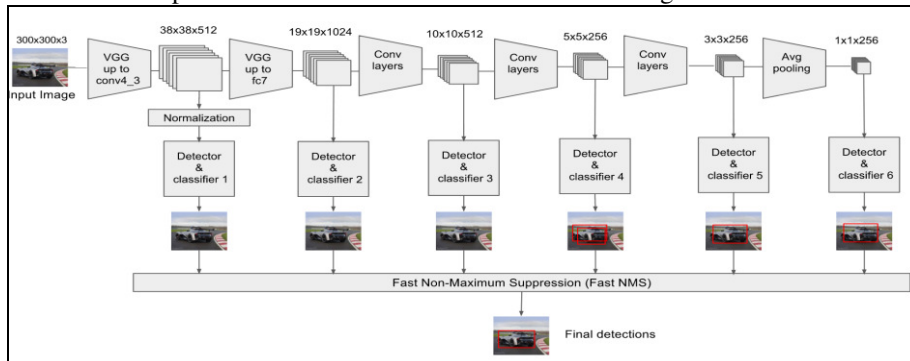 38x38x512
19x19x1024
10x10x512
5x5x256
3x3x256
1x1x256
300x300x3
VGG
up to
conv4_3
VGG
up to
fc7
Conv
layers
Conv
layers
Conv
layers
Avg
pooling
Input Image
Normalization
Detector
&
classifier 1
Detector
&
classifier 2
Detector
&
classifier 3
Detector
&
classifier 4
Detector
&
classifier 5
Detector
&
classifier 6
Fast Non-Maximum Suppression (Fast NMS)
Final detections